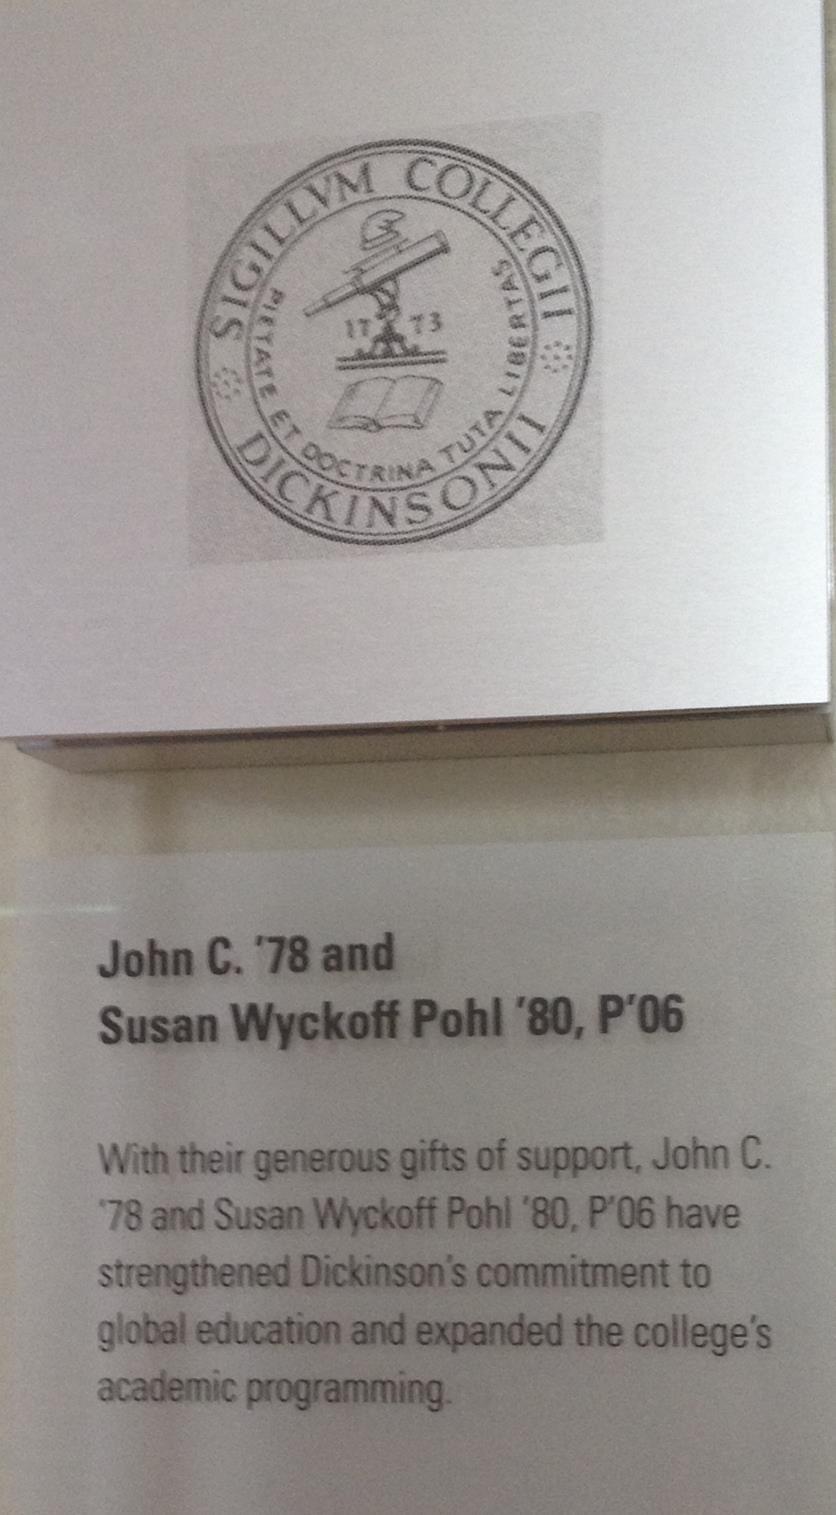 SIGILLVM COLLEGII
DICKINSONII
PIETATE ET DOCTRINA TUTA LIBERTAS
1773
John C. '78 and
Susan Wyckoff Pohl '80, P'06
With their generous gifts of support, John C.
'78 and Susan Wyckoff Pohl '80, P'06 have
strengthened Dickinson's commitment to
global education and expanded the college's
academic programming.